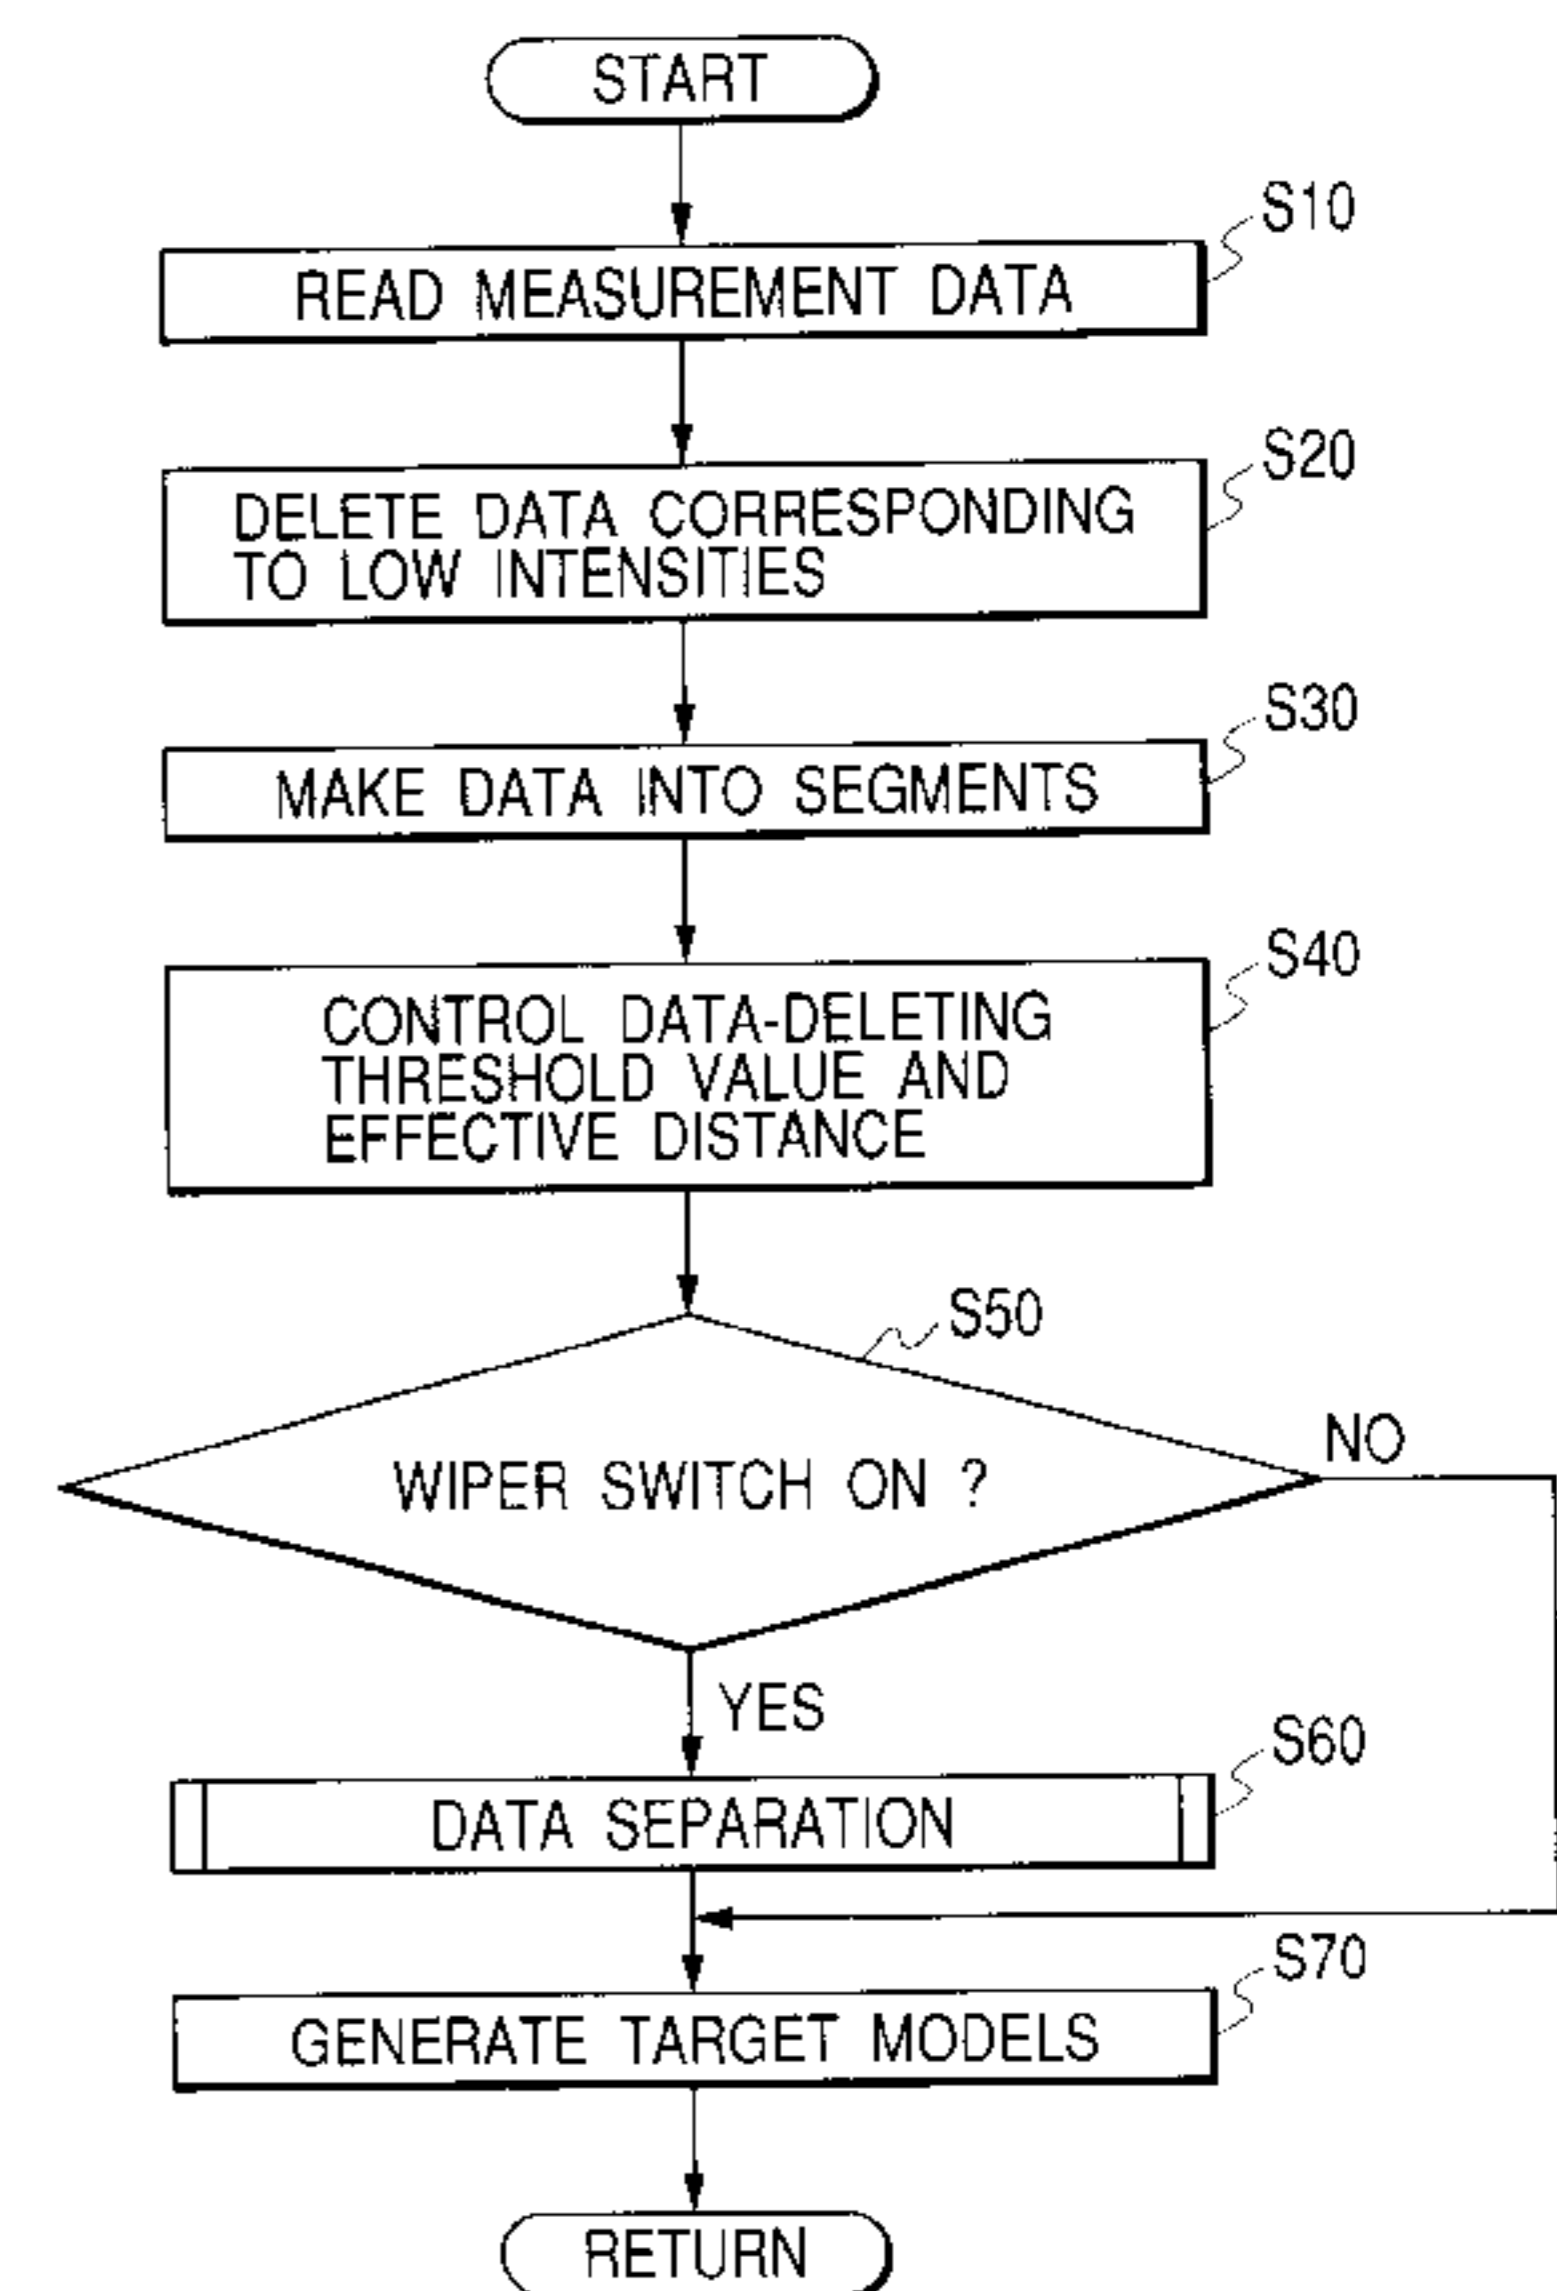 START
S10
READ MEASUREMENT DATA
S20
DELETE DATA CORRESPONDING
TO LOW INTENSITIES
S30
MAKE DATA INTO SEGMENTS
S40
CONTROL DATA-DELETING
THRESHOLD VALUE AND
EFFECTIVE DISTANCE
S50
WIPER SWITCH ON ?
NO
YES
S60
DATA SEPARATION
S70
GENERATE TARGET MODELS
RETURN